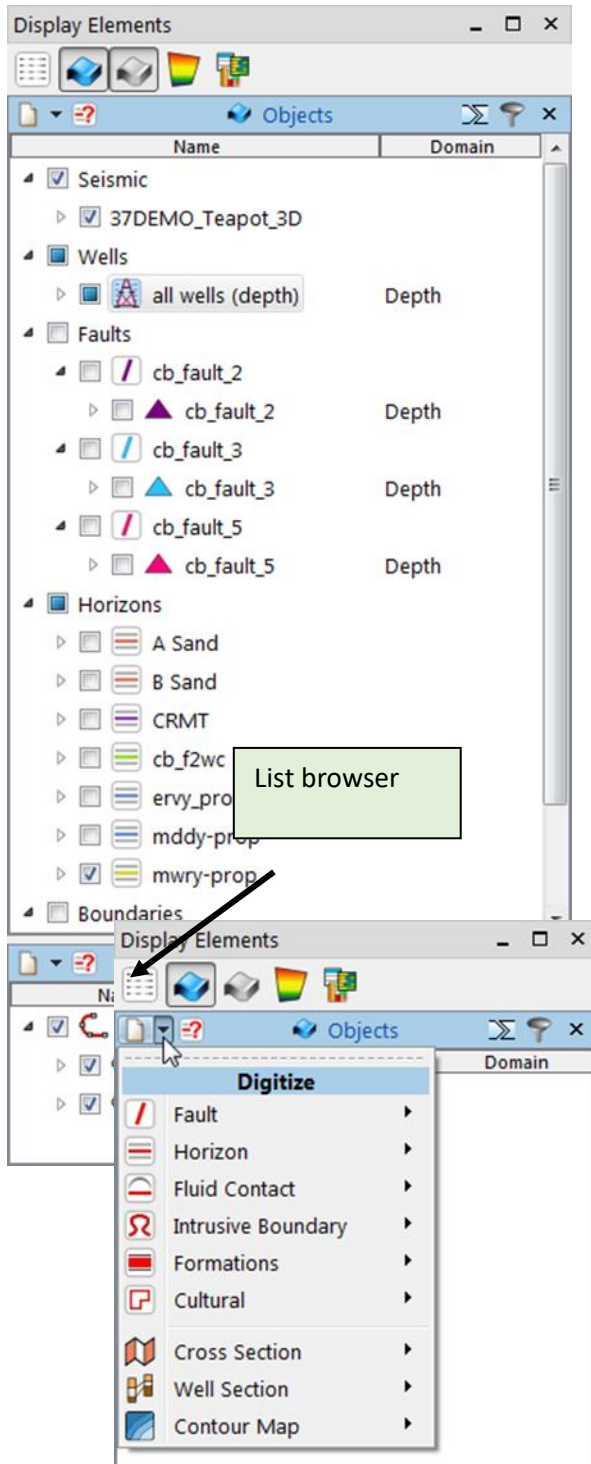 Display Elements
Objects
Name Domain
Seismic
37DEMO_Teapot_3D
Wells
all wells (depth) Depth
Faults
cb_fault_2
cb_fault_2 Depth
cb_fault_3
cb_fault_3 Depth
cb_fault_5
cb_fault_5 Depth
Horizons
A Sand
B Sand
CRMT
cb_f2wc
List browser
ervy_pro
mddy-prop
mwry-prop
Boundaries
Display Elements
Objects
Domain
Digitize
Fault
Horizon
Fluid Contact
Intrusive Boundary
Formations
Cultural
Cross Section
Well Section
Contour Map